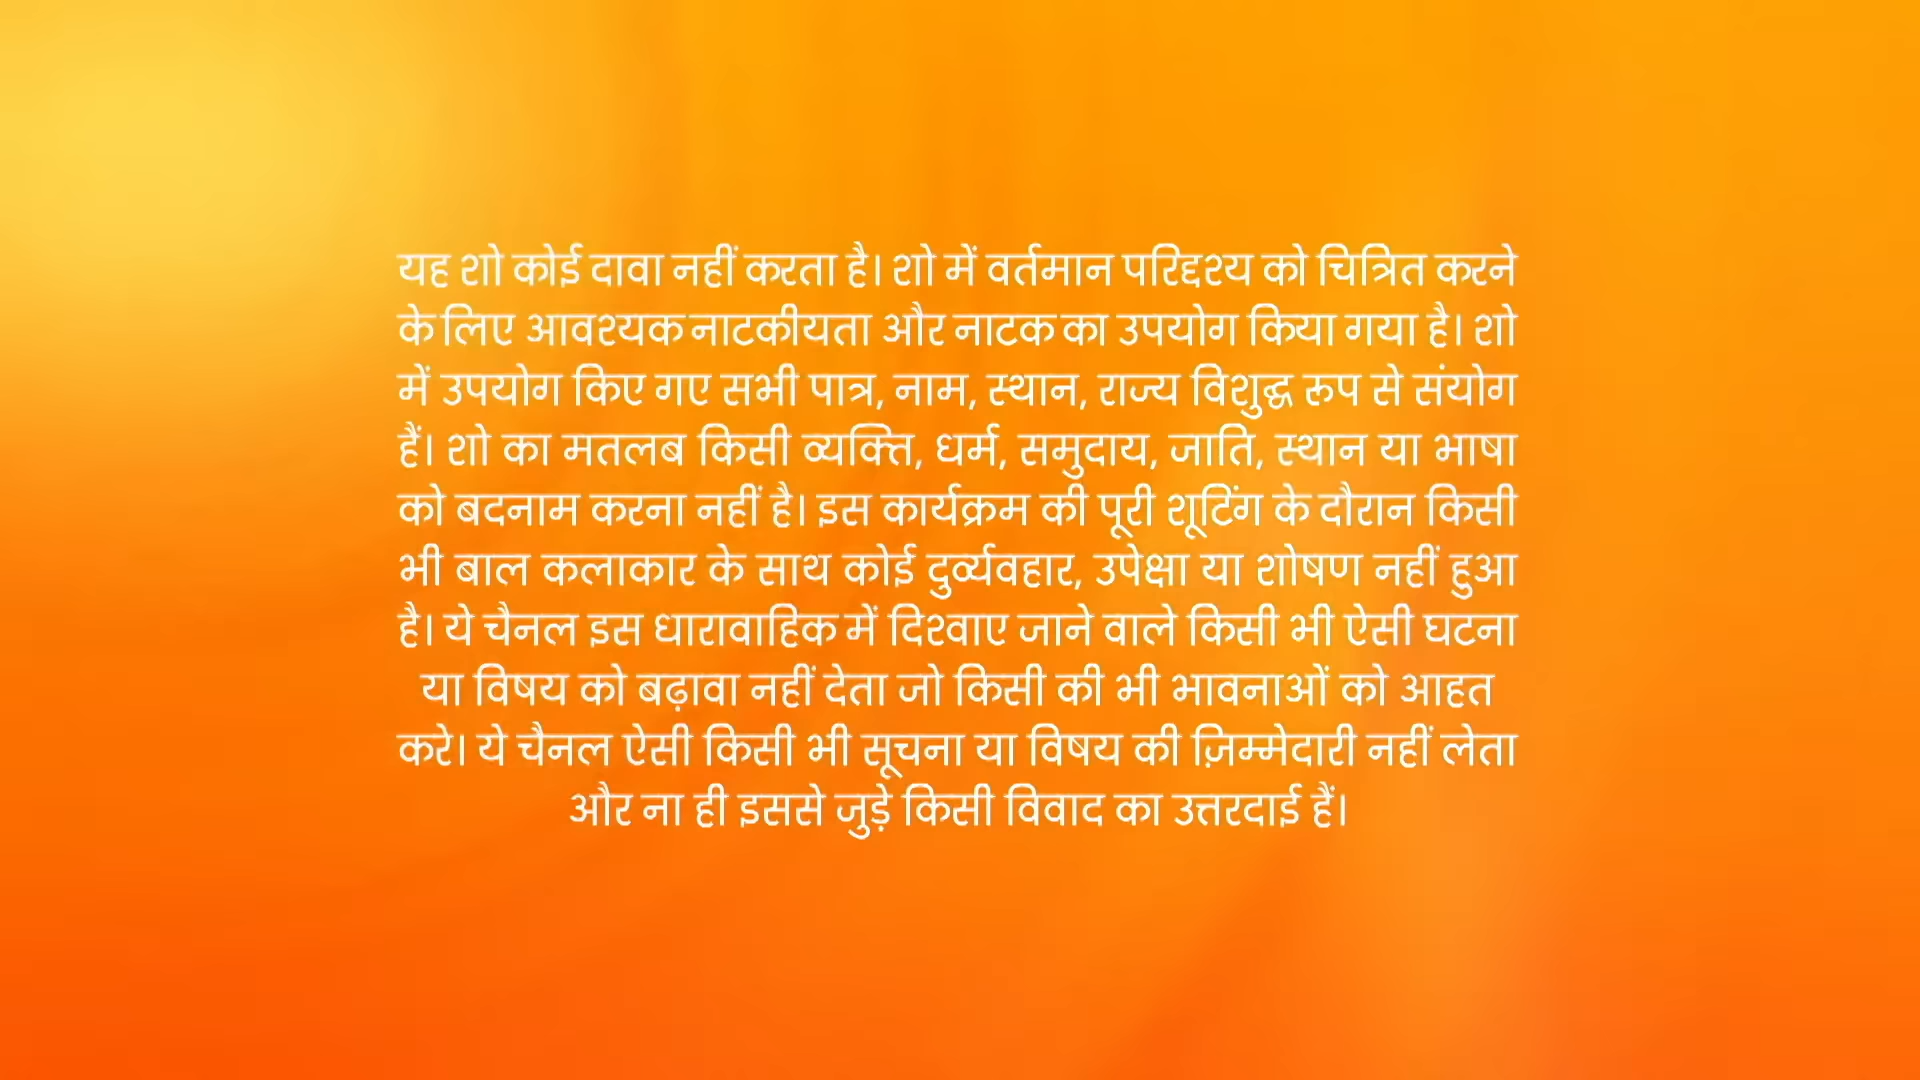 यह शो कोई दावा नहीं करता है। शो में वर्तमान परिद्दश्य को चित्रित करने
के लिए आवश्यक नाटकीयता और नाटक का उपयोग किया गया है। शो
में उपयोग किए गए सभी पात्र, नाम, स्थान, राज्य विशुद्ध रुप से संयोग
हैं। शो का मतलब किसी व्यक्ति, धर्म, समुदाय, जाति, स्थान या भाषा
को बदनाम करना नहीं है। इस कार्यक्रम की पूरी शूटिंग के दौरान किसी
भी बाल कलाकार के साथ कोई दुर्व्यवहार, उपेक्षा या शोषण नहीं हुआ
है। ये चैनल इस धारावाहिक में दिखाए जाने वाले किसी भी ऐसी घटना
या विषय को बढ़ावा नहीं देता जो किसी की भी भावनाओं को आहत
करे। ये चैनल ऐसी किसी भी सूचना या विषय की ज़िम्मेदारी नहीं लेता
और ना ही इससे जुड़े किसी विवाद का उत्तरदाई हैं।